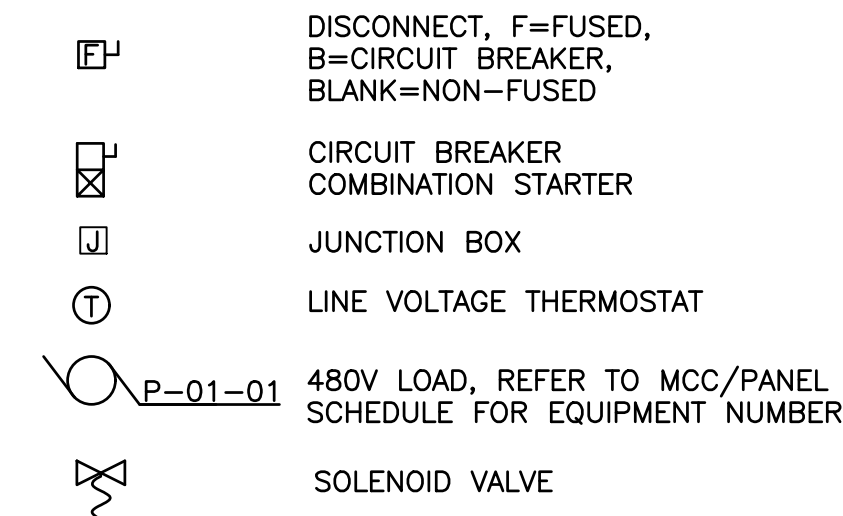 F
DISCONNECT, F=FUSED,
B=CIRCUIT BREAKER,
BLANK=NON-FUSED
CIRCUIT BREAKER
COMBINATION STARTER
J
JUNCTION BOX
T
LINE VOLTAGE THERMOSTAT
P-01-01
480V LOAD, REFER TO MCC/PANEL
SCHEDULE FOR EQUIPMENT NUMBER
SOLENOID VALVE